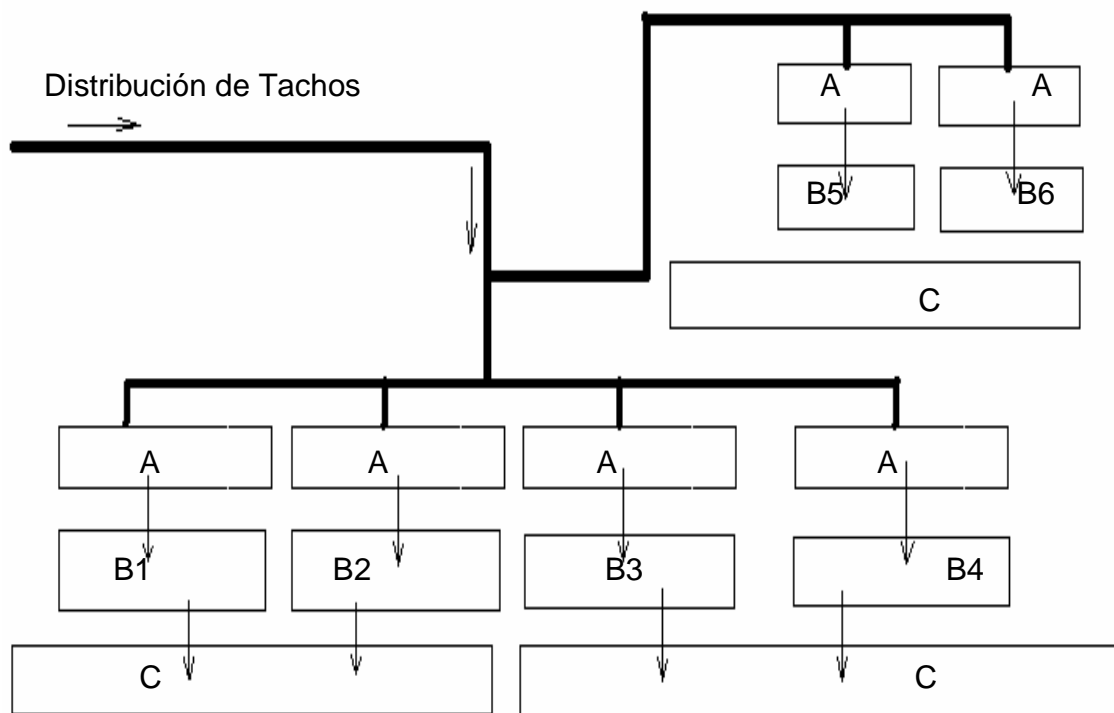 Distribución de Tachos
A A
B5 B6
C
A A A A
B1 B2 B3 B4
C C